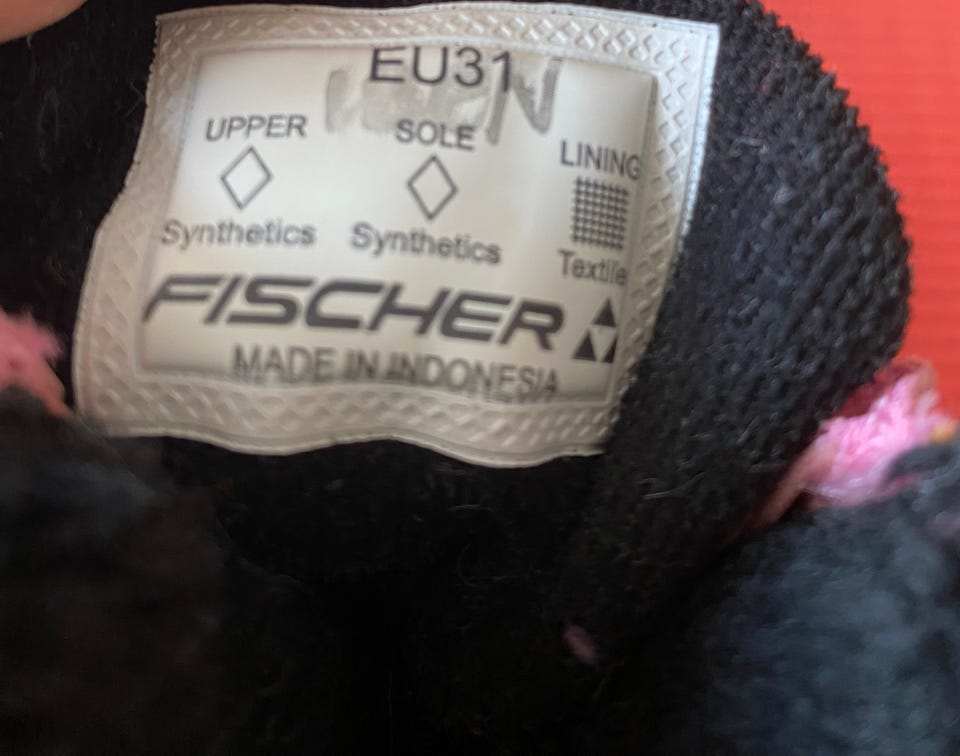 EU31
UPPER SOLE LINING
Synthetics Synthetics Textile
FISCHER
MADE IN INDONESIA